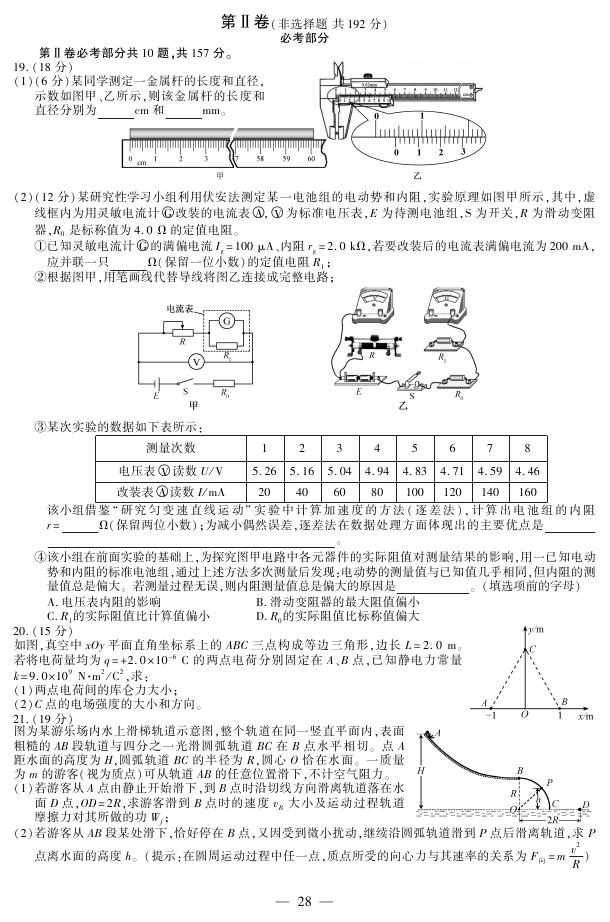 第Ⅱ卷(非选择题 共192分)
必考部分
第Ⅱ卷必考部分共10题,共157分。
19.(18分)
(1)(6分)某同学测定一金属杆的长度和直径,
示数如图甲、乙所示,则该金属杆的长度和
直径分别为______cm和______mm。
0 1 2 3 7 58 59 60
cm
甲
0 1
0 1 2 3
乙
(2)(12分)某研究性学习小组利用伏安法测定某一电池组的电动势和内阻,实验原理如图甲所示,其中,虚
线框内为用灵敏电流计Ⓖ改装的电流表Ⓐ,Ⓥ为标准电压表,E为待测电池组,S为开关,R为滑动变阻
器,R₀是标称值为4.0 Ω的定值电阻。
①已知灵敏电流计Ⓖ的满偏电流I_g=100 μA、内阻r_g=2.0 kΩ,若要改装后的电流表满偏电流为200 mA,
应并联一只______Ω(保留一位小数)的定值电阻R₁;
②根据图甲,用笔画线代替导线将图乙连接成完整电路;
电流表
G
R
R₁
V
E S R₀
甲
R R₁
E S R₀
乙
③某次实验的数据如下表所示:
测量次数 1 2 3 4 5 6 7 8
电压表Ⓥ读数U/V 5.26 5.16 5.04 4.94 4.83 4.71 4.59 4.46
改装表Ⓐ读数I/mA 20 40 60 80 100 120 140 160
该小组借鉴“研究匀变速直线运动”实验中计算加速度的方法(逐差法),计算出电池组的内阻
r=______Ω(保留两位小数);为减小偶然误差,逐差法在数据处理方面体现出的主要优点是______
______。
④该小组在前面实验的基础上,为探究图甲电路中各元器件的实际阻值对测量结果的影响,用一已知电动
势和内阻的标准电池组,通过上述方法多次测量后发现:电动势的测量值与已知值几乎相同,但内阻的测
量值总是偏大。若测量过程无误,则内阻测量值总是偏大的原因是______。(填选项前的字母)
A.电压表内阻的影响 B.滑动变阻器的最大阻值偏小
C.R₁的实际阻值比计算值偏小 D.R₀的实际阻值比标称值偏大
20.(15分)
如图,真空中xOy平面直角坐标系上的ABC三点构成等边三角形,边长L=2.0 m。
若将电荷量均为q=+2.0×10⁻⁶ C的两点电荷分别固定在A、B点,已知静电力常量
k=9.0×10⁹ N·m²/C²,求:
(1)两点电荷间的库仑力大小;
(2)C点的电场强度的大小和方向。
y/m
C
A B
-1 O 1 x/m
21.(19分)
图为某游乐场内水上滑梯轨道示意图,整个轨道在同一竖直平面内,表面
粗糙的AB段轨道与四分之一光滑圆弧轨道BC在B点水平相切。点A
距水面的高度为H,圆弧轨道BC的半径为R,圆心O恰在水面。一质量
为m的游客(视为质点)可从轨道AB的任意位置滑下,不计空气阻力。
(1)若游客从A点由静止开始滑下,到B点时沿切线方向滑离轨道落在水
面D点,OD=2R,求游客滑到B点时的速度v_B大小及运动过程轨道
摩擦力对其所做的功W_f;
(2)若游客从AB段某处滑下,恰好停在B点,又因受到微小扰动,继续沿圆弧轨道滑到P点后滑离轨道,求P
点离水面的高度h。(提示:在圆周运动过程中任一点,质点所受的向心力与其速率的关系为F向=m v²/R)
A
H
B
R P
θ
O C D
2R
— 28 —